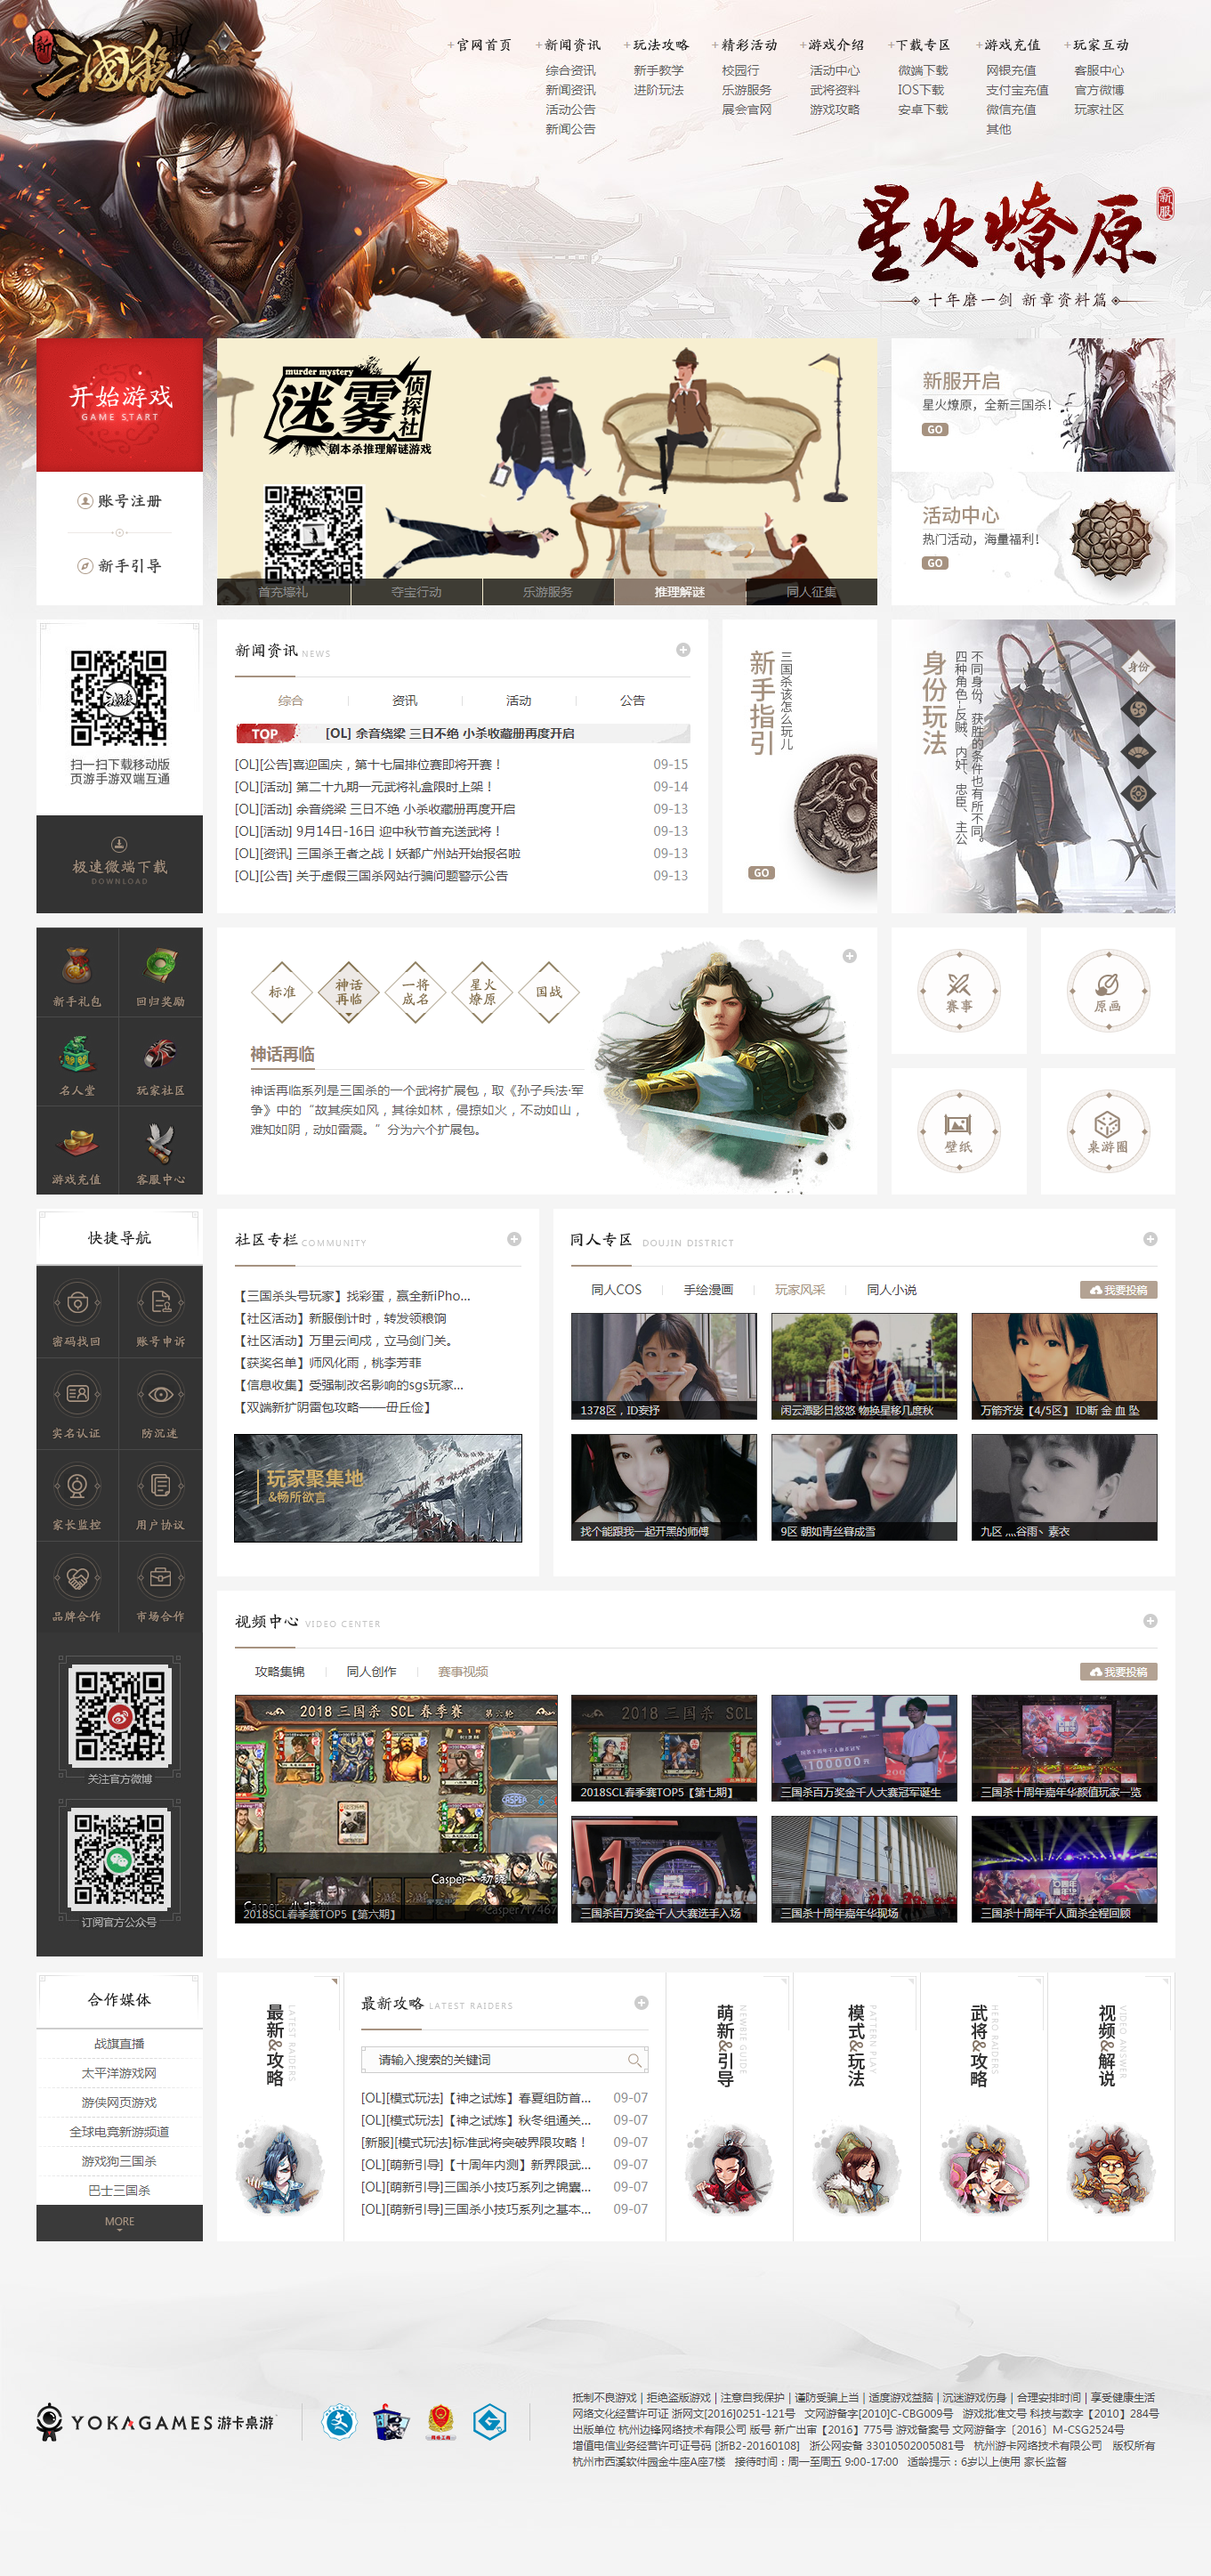 新三國殺
+官网首页 +新闻资讯 +玩法攻略 +精彩活动 +游戏介绍 +下载专区 +游戏充值 +玩家互动
综合资讯 新手教学 校园行 活动中心 微端下载 网银充值 客服中心
新闻资讯 进阶玩法 乐游服务 武将资料 IOS下载 支付宝充值 官方微博
活动公告 展会官网 游戏攻略 安卓下载 微信充值 玩家社区
新闻公告 其他
星火燎原 新服
十年磨一剑 新章资料篇
开始游戏
GAME START
账号注册
新手引导
murder mystery
迷雾侦探社
剧本杀推理解谜游戏
首充壕礼 夺宝行动 乐游服务 推理解谜 同人征集
新服开启
星火燎原，全新三国杀！
GO
活动中心
热门活动，海量福利！
GO
三國殺
扫一扫下载移动版
页游手游双端互通
极速微端下载
DOWNLOAD
新闻资讯 NEWS
综合 资讯 活动 公告
TOP [OL] 余音绕梁 三日不绝 小杀收藏册再度开启
[OL][公告]喜迎国庆，第十七届排位赛即将开赛！ 09-15
[OL][活动] 第二十九期一元武将礼盒限时上架！ 09-14
[OL][活动] 余音绕梁 三日不绝 小杀收藏册再度开启 09-13
[OL][活动] 9月14日-16日 迎中秋节首充送武将！ 09-13
[OL][资讯] 三国杀王者之战丨妖都广州站开始报名啦 09-13
[OL][公告] 关于虚假三国杀网站行骗问题警示公告 09-13
新手指引
三国杀该怎么玩儿
GO
身份玩法
不同身份，获胜的条件也有所不同。
四种角色--反贼、内奸、忠臣、主公
身份
新手礼包 回归奖励
名人堂 玩家社区
游戏充值 客服中心
标准 神话再临 一将成名 星火燎原 国战
神话再临
神话再临系列是三国杀的一个武将扩展包，取《孙子兵法·军
争》中的“故其疾如风，其徐如林，侵掠如火，不动如山，
难知如阴，动如雷震。”分为六个扩展包。
赛事 原画
壁纸 桌游圈
快捷导航
密码找回 账号申诉
实名认证 防沉迷
家长监控 用户协议
品牌合作 市场合作
关注官方微博
订阅官方公众号
社区专栏 COMMUNITY
【三国杀头号玩家】找彩蛋，赢全新iPho...
【社区活动】新服倒计时，转发领粮饷
【社区活动】万里云间戍，立马剑门关。
【获奖名单】师风化雨，桃李芳菲
【信息收集】受强制改名影响的sgs玩家...
【双端新扩阴雷包攻略——毌丘俭】
玩家聚集地
&畅所欲言
同人专区 DOUJIN DISTRICT
同人COS 手绘漫画 玩家风采 同人小说 我要投稿
1378区，ID妄抒 闲云潭影日悠悠 物换星移几度秋 万箭齐发【4/5区】 ID断 金 血 坠
找个能跟我一起开黑的师傅 9区 朝如青丝暮成雪 九区 灬谷雨丶素衣
视频中心 VIDEO CENTER
攻略集锦 同人创作 赛事视频 我要投稿
2018 三国杀 SCL 春季赛 第六轮
2018 三国杀 SCL
100000元
Casper
2018SCL春季赛TOP5【第六期】
2018SCL春季赛TOP5【第七期】 三国杀百万奖金千人大赛冠军诞生 三国杀十周年嘉年华颜值玩家一览
三国杀百万奖金千人大赛选手入场 三国杀十周年嘉年华现场 三国杀十周年千人面杀全程回顾
合作媒体
战旗直播
太平洋游戏网
游侠网页游戏
全球电竞新游频道
游戏狗三国杀
巴士三国杀
MORE
最新&攻略 LATEST RAIDERS
最新攻略 LATEST RAIDERS
请输入搜索的关键词
[OL][模式玩法]【神之试炼】春夏组防首... 09-07
[OL][模式玩法]【神之试炼】秋冬组通关... 09-07
[新服][模式玩法]标准武将突破界限攻略！ 09-07
[OL][萌新引导]【十周年内测】新界限武... 09-07
[OL][萌新引导]三国杀小技巧系列之锦囊... 09-07
[OL][萌新引导]三国杀小技巧系列之基本... 09-07
萌新&引导 NEWBIE GUIDE
模式&玩法 PATTERN PLAY
武将&攻略 HERO RAIDERS
视频&解说 VIDEO ANSWER
YOKAGAMES 游卡桌游
抵制不良游戏 | 拒绝盗版游戏 | 注意自我保护 | 谨防受骗上当 | 适度游戏益脑 | 沉迷游戏伤身 | 合理安排时间 | 享受健康生活
网络文化经营许可证 浙网文[2016]0251-121号 文网游备字[2010]C-CBG009号 游戏批准文号 科技与数字【2010】284号
出版单位 杭州边锋网络技术有限公司 版号 新广出审【2016】775号 游戏备案号 文网游备字〔2016〕M-CSG2524号
增值电信业务经营许可证号码 [浙B2-20160108] 浙公网安备 33010502005081号 杭州游卡网络技术有限公司 版权所有
杭州市西溪软件园金牛座A座7楼 接待时间：周一至周五 9:00-17:00 适龄提示：6岁以上使用 家长监督